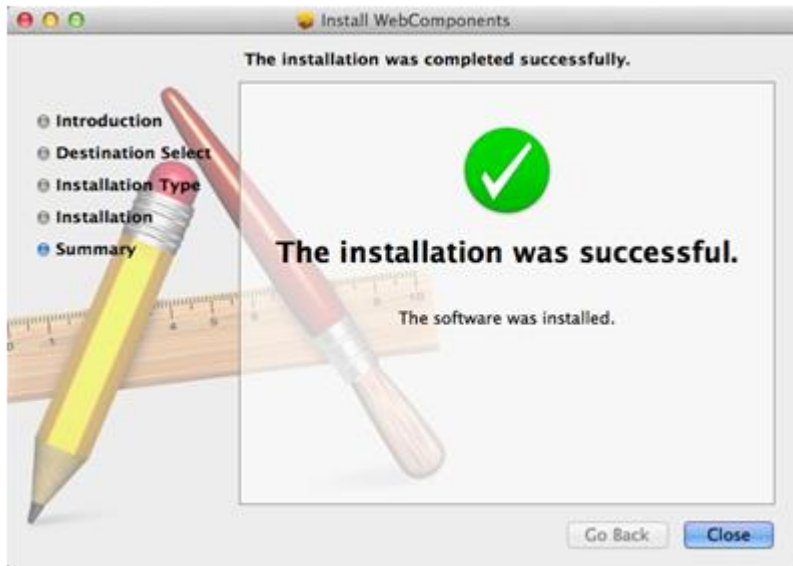 Install WebComponents
The installation was completed successfully.
Introduction
Destination Select
Installation Type
Installation
Summary
The installation was successful.
The software was installed.
Go Back
Close